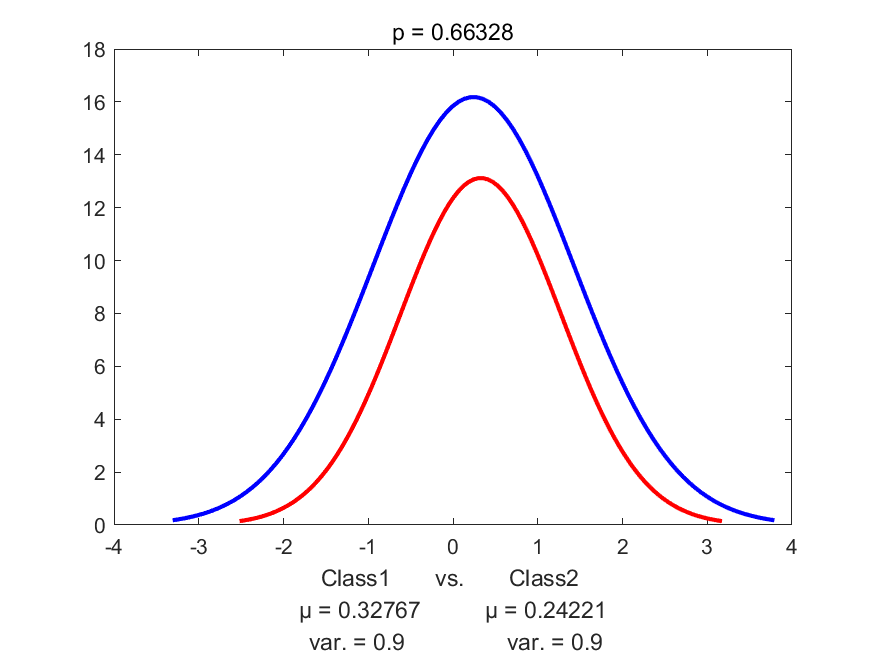 p = 0.66328
18
16
14
12
10
8
6
4
2
0
-4 -3 -2 -1 0 1 2 3 4
Class1 vs. Class2
μ = 0.32767 μ = 0.24221
var. = 0.9 var. = 0.9